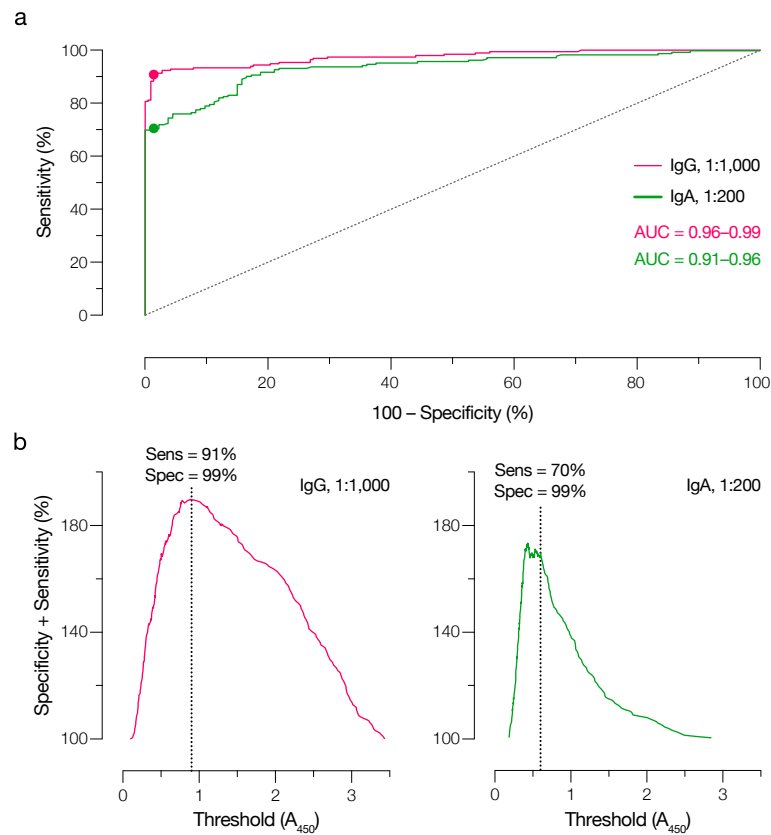 a
100
80
60
40
20
0
Sensitivity (%)
IgG, 1:1,000
IgA, 1:200
AUC = 0.96–0.99
AUC = 0.91–0.96
0 20 40 60 80 100
100 – Specificity (%)
b
Sens = 91%
Spec = 99%
IgG, 1:1,000
180
140
100
Specificity + Sensitivity (%)
0 1 2 3
Threshold (A450)
Sens = 70%
Spec = 99%
IgA, 1:200
180
140
100
0 1 2 3
Threshold (A450)